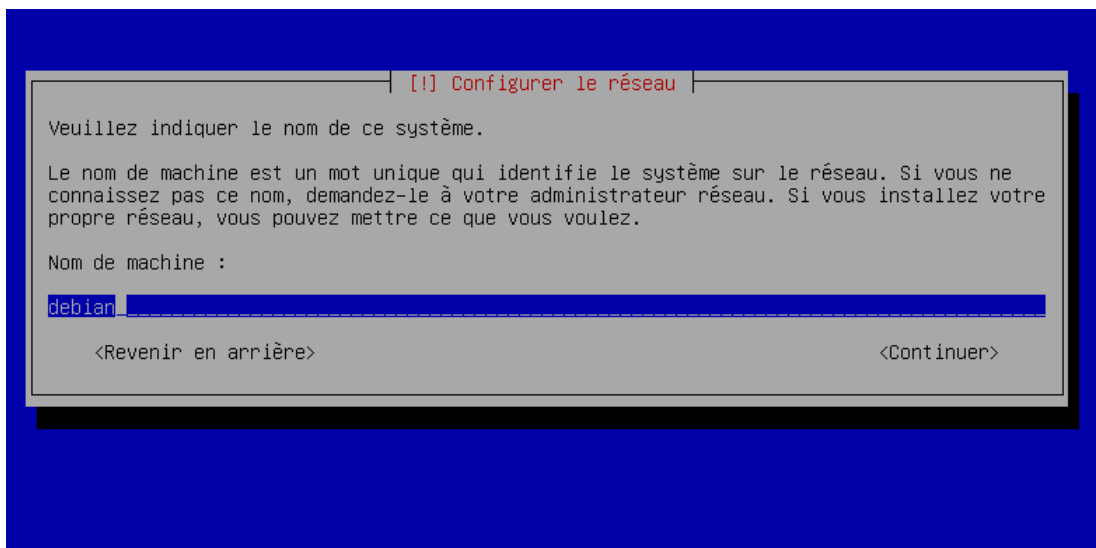 [!] Configurer le réseau
Veuillez indiquer le nom de ce système.
Le nom de machine est un mot unique qui identifie le système sur le réseau. Si vous ne
connaissez pas ce nom, demandez-le à votre administrateur réseau. Si vous installez votre
propre réseau, vous pouvez mettre ce que vous voulez.
Nom de machine :
debian
<Revenir en arrière> <Continuer>